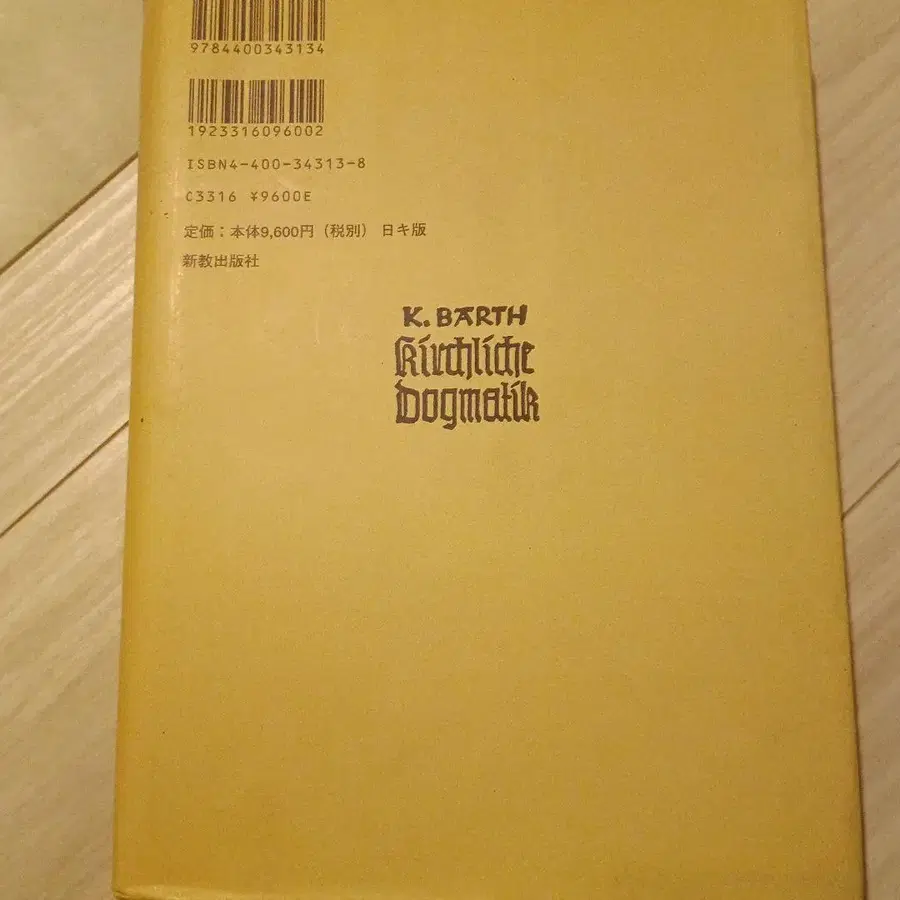 9784400343134
1923316096002
ISBN4-400-34313-8
C3316 ¥9600E
定価：本体9,600円（税別） 日キ版
新教出版社
K. BARTH
Kirchliche
Dogmatik